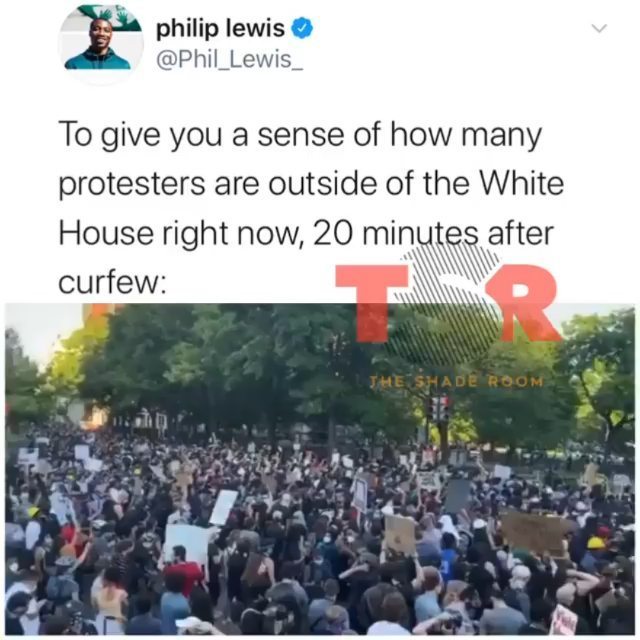 philip lewis
@Phil_Lewis_
To give you a sense of how many
protesters are outside of the White
House right now, 20 minutes after
curfew:
TSR
THE SHADE ROOM